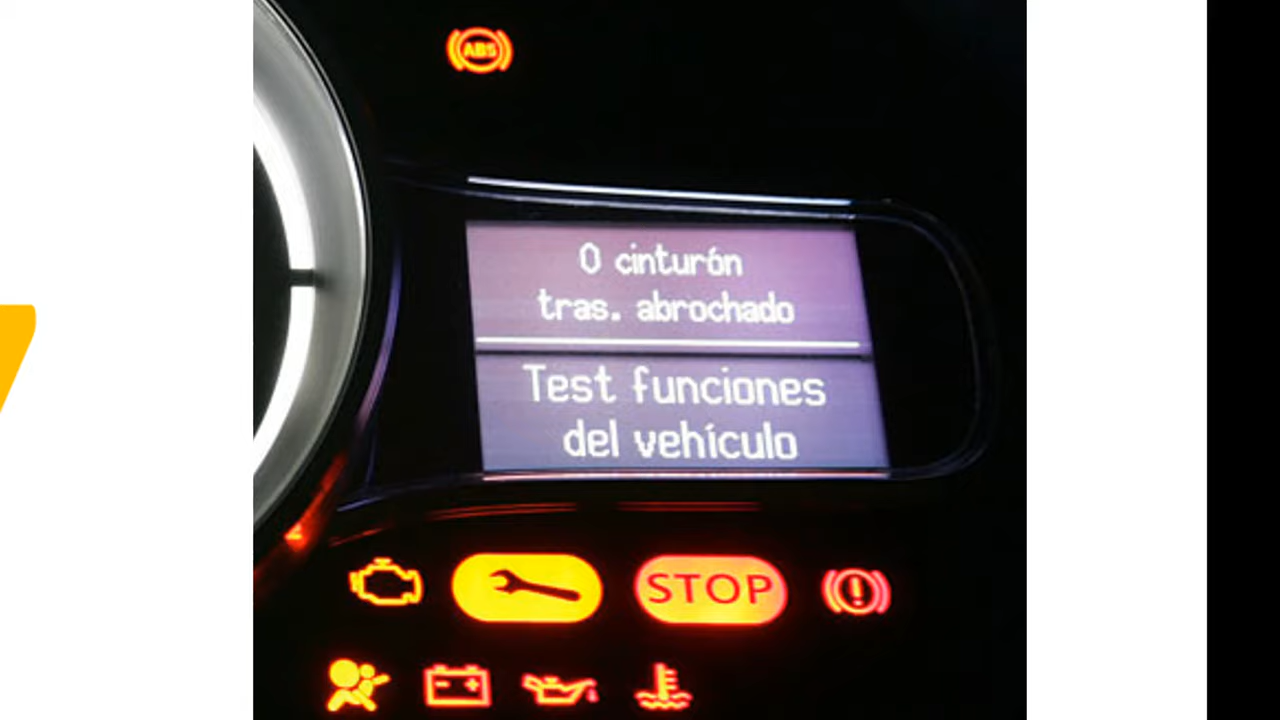 ABS
0 cinturón
tras. abrochado
Test funciones
del vehículo
STOP